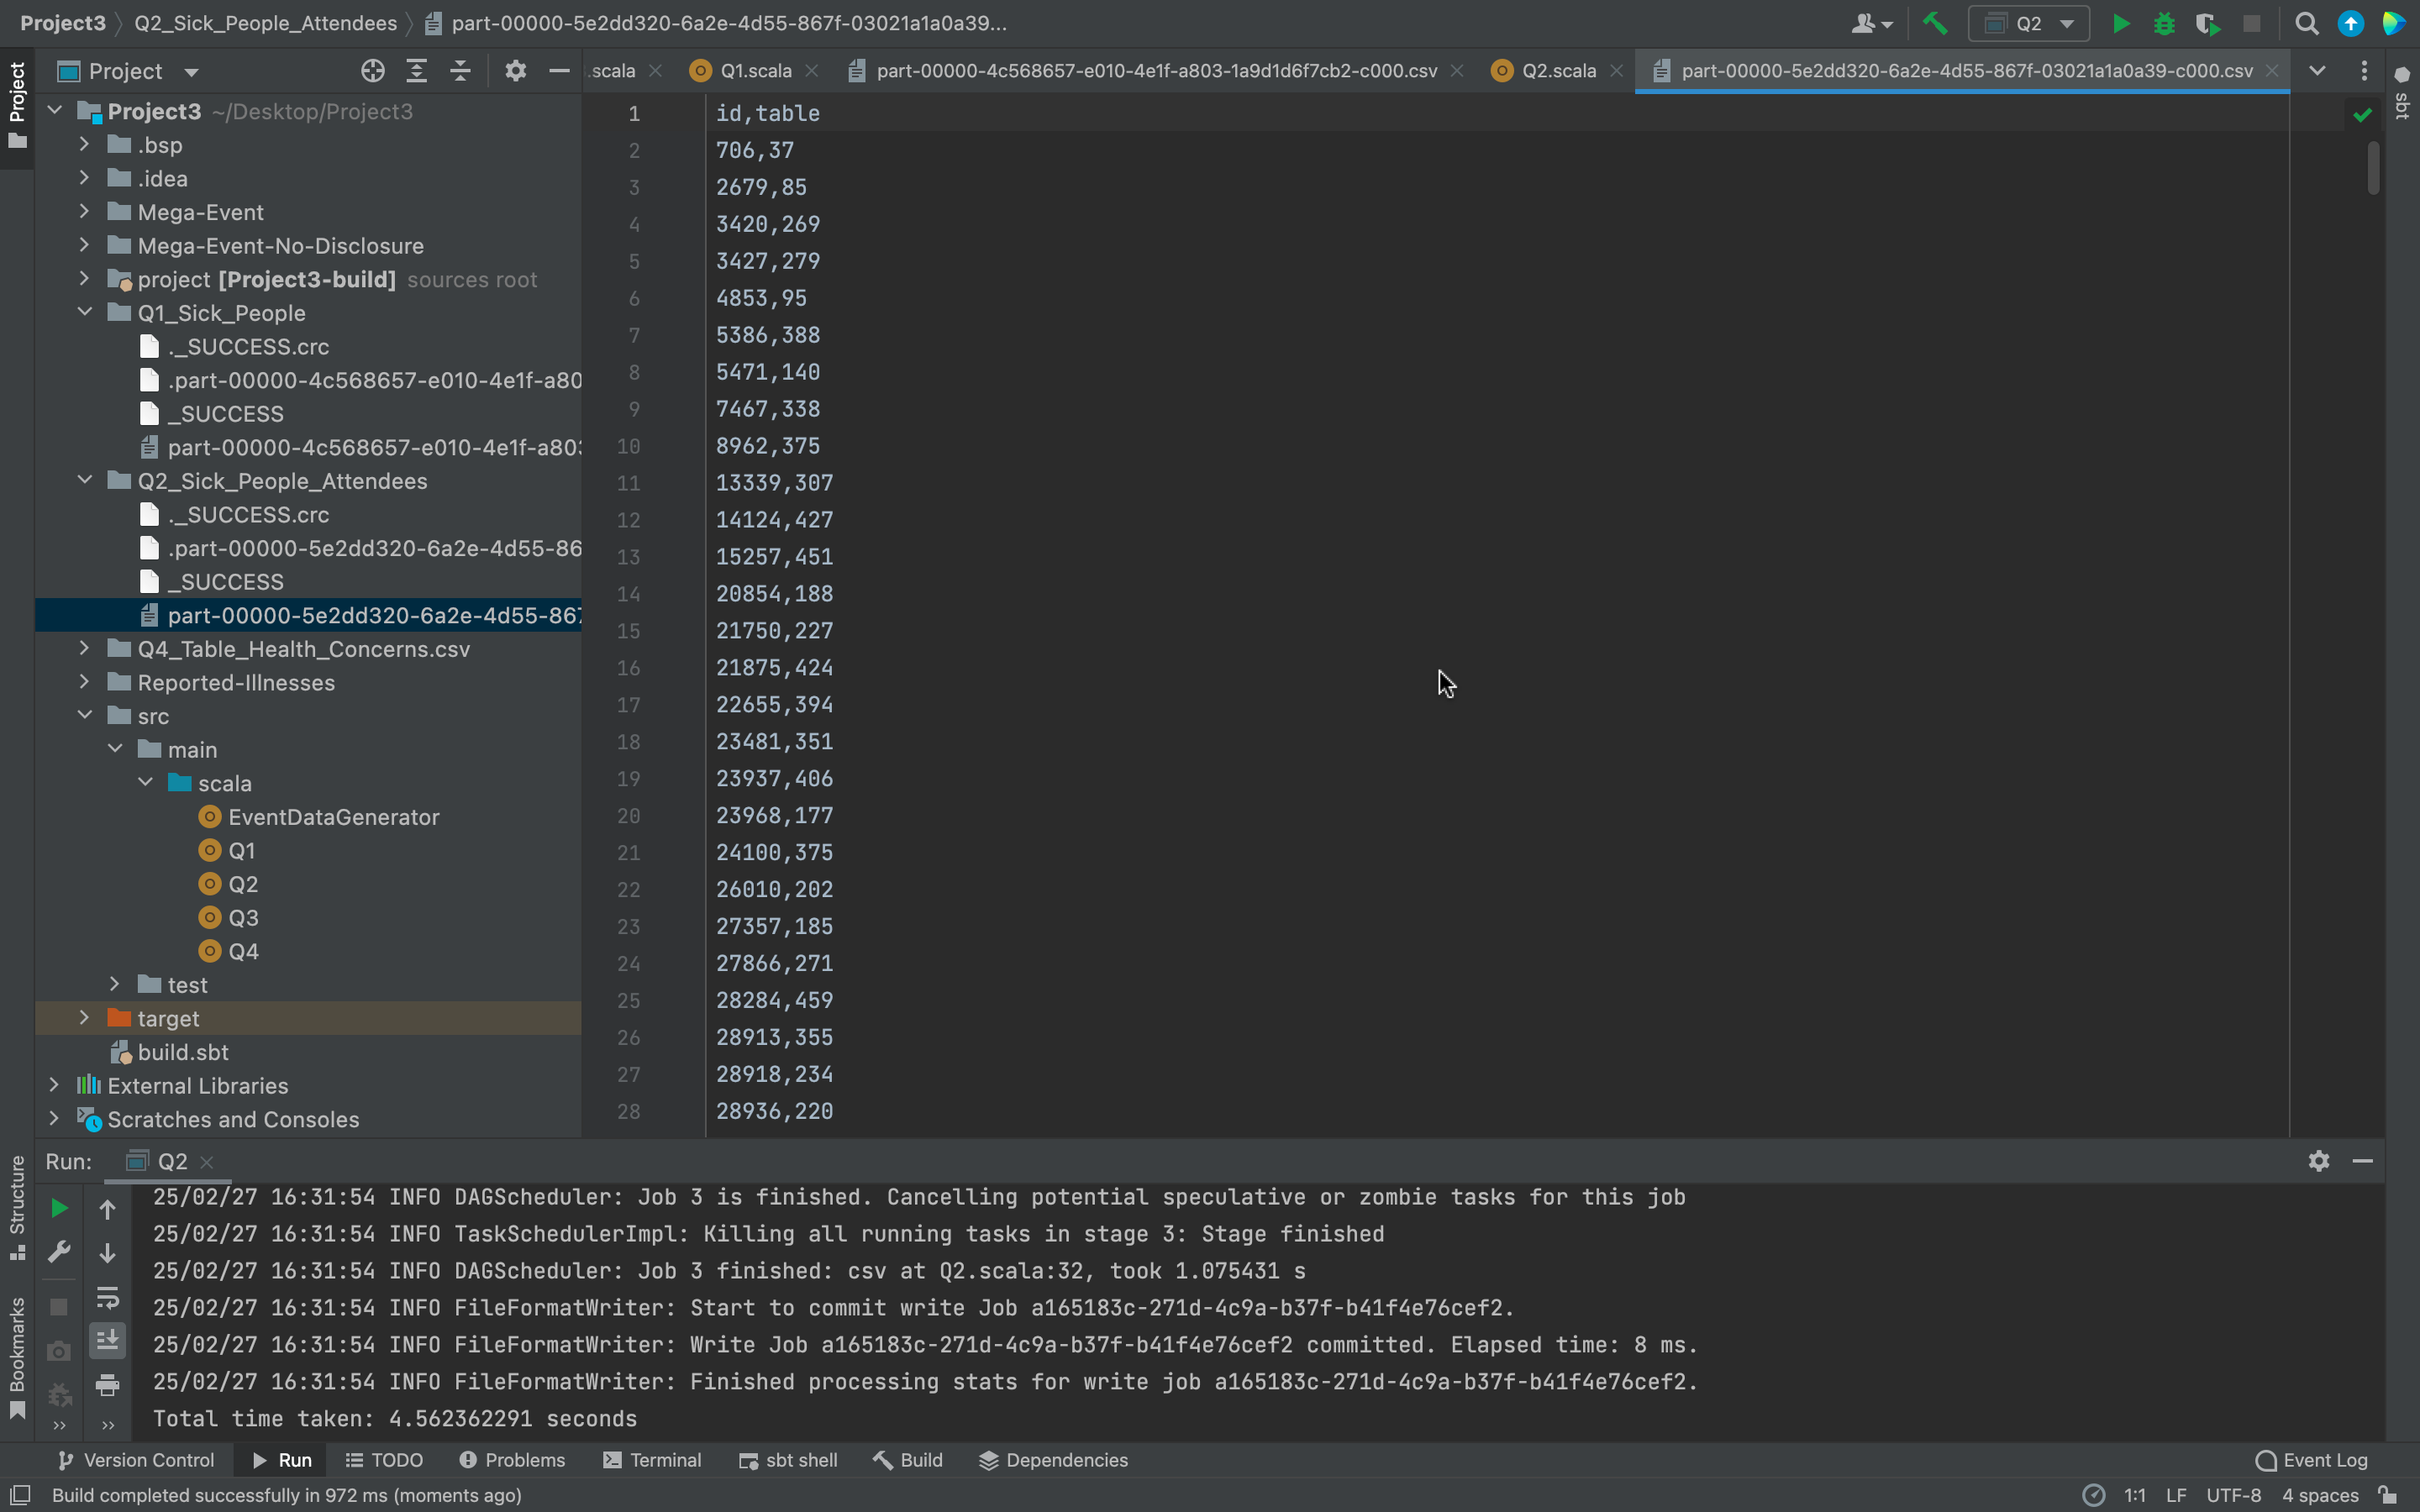 Project3 Q2_Sick_People_Attendees part-00000-5e2dd320-6a2e-4d55-867f-03021a1a0a39...
Q2
Project
.scala Q1.scala part-00000-4c568657-e010-4e1f-a803-1a9d1d6f7cb2-c000.csv Q2.scala part-00000-5e2dd320-6a2e-4d55-867f-03021a1a0a39-c000.csv
Project
sbt
Project3 ~/Desktop/Project3
.bsp
.idea
Mega-Event
Mega-Event-No-Disclosure
project [Project3-build] sources root
Q1_Sick_People
._SUCCESS.crc
.part-00000-4c568657-e010-4e1f-a80
_SUCCESS
part-00000-4c568657-e010-4e1f-a803
Q2_Sick_People_Attendees
._SUCCESS.crc
.part-00000-5e2dd320-6a2e-4d55-86
_SUCCESS
part-00000-5e2dd320-6a2e-4d55-867
Q4_Table_Health_Concerns.csv
Reported-Illnesses
src
main
scala
EventDataGenerator
Q1
Q2
Q3
Q4
test
target
build.sbt
External Libraries
Scratches and Consoles
1 id,table
2 706,37
3 2679,85
4 3420,269
5 3427,279
6 4853,95
7 5386,388
8 5471,140
9 7467,338
10 8962,375
11 13339,307
12 14124,427
13 15257,451
14 20854,188
15 21750,227
16 21875,424
17 22655,394
18 23481,351
19 23937,406
20 23968,177
21 24100,375
22 26010,202
23 27357,185
24 27866,271
25 28284,459
26 28913,355
27 28918,234
28 28936,220
Structure
Bookmarks
Run: Q2
25/02/27 16:31:54 INFO DAGScheduler: Job 3 is finished. Cancelling potential speculative or zombie tasks for this job
25/02/27 16:31:54 INFO TaskSchedulerImpl: Killing all running tasks in stage 3: Stage finished
25/02/27 16:31:54 INFO DAGScheduler: Job 3 finished: csv at Q2.scala:32, took 1.075431 s
25/02/27 16:31:54 INFO FileFormatWriter: Start to commit write Job a165183c-271d-4c9a-b37f-b41f4e76cef2.
25/02/27 16:31:54 INFO FileFormatWriter: Write Job a165183c-271d-4c9a-b37f-b41f4e76cef2 committed. Elapsed time: 8 ms.
25/02/27 16:31:54 INFO FileFormatWriter: Finished processing stats for write job a165183c-271d-4c9a-b37f-b41f4e76cef2.
Total time taken: 4.562362291 seconds
Version Control Run TODO Problems Terminal sbt shell Build Dependencies Event Log
Build completed successfully in 972 ms (moments ago) 1:1 LF UTF-8 4 spaces